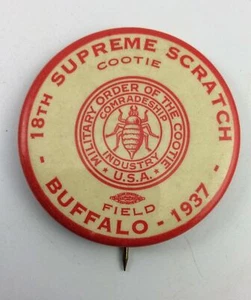 18TH SUPREME SCRATCH
COOTIE
MILITARY ORDER OF THE COOTIE
U.S.A.
COMRADESHIP
INDUSTRY
FIELD
- BUFFALO - 1937 -